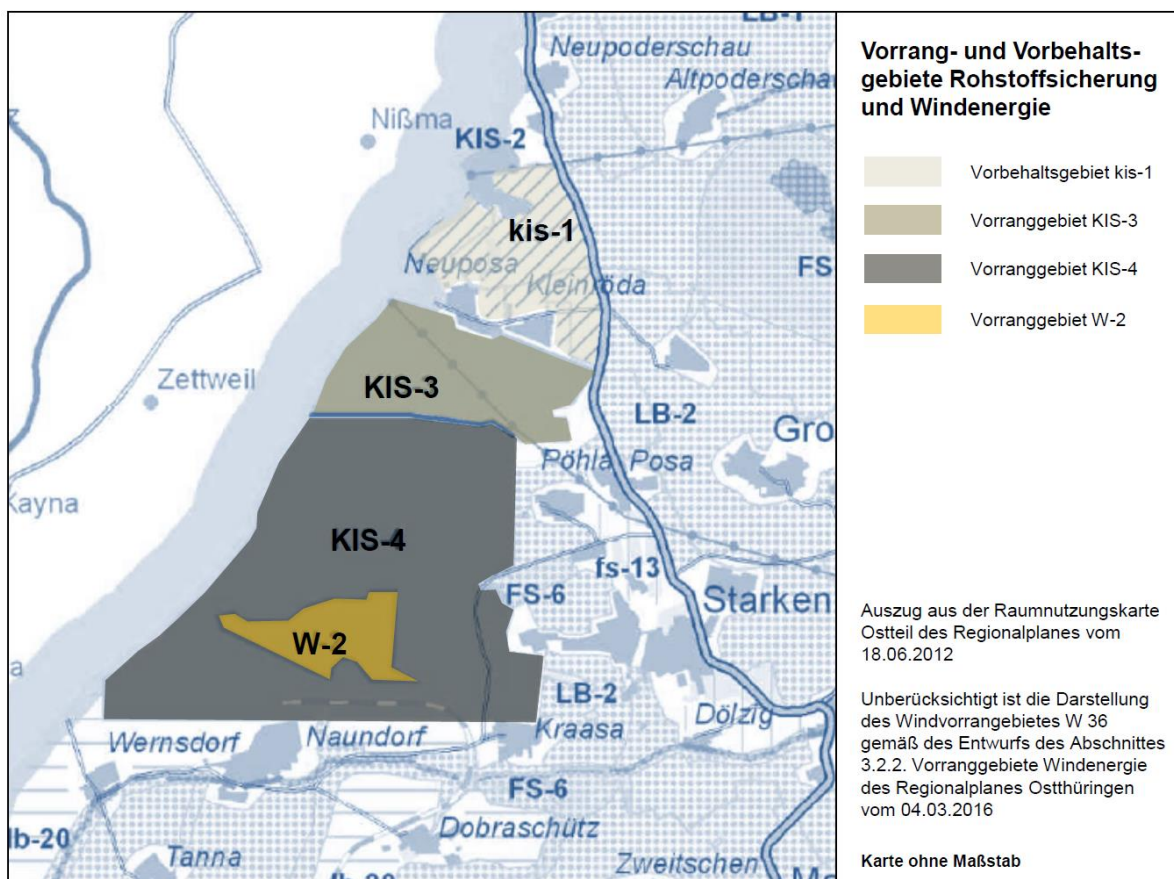 LB-1
Neupoderschau
Altpoderschau
Nißma
KIS-2
kis-1
FS
Neuposa
Kleinröda
Zettweil
KIS-3
LB-2
Gro
Pöhla
Posa
Kayna
KIS-4
fs-13
FS-6
Starken
W-2
LB-2
Dölzig
Kraasa
Naundorf
Wernsdorf
FS-6
lb-20
Dobraschütz
Tanna
Zweitschen
Vorrang- und Vorbehalts-
gebiete Rohstoffsicherung
und Windenergie
Vorbehaltsgebiet kis-1
Vorranggebiet KIS-3
Vorranggebiet KIS-4
Vorranggebiet W-2
Auszug aus der Raumnutzungskarte
Ostteil des Regionalplanes vom
18.06.2012
Unberücksichtigt ist die Darstellung
des Windvorrangebietes W 36
gemäß des Entwurfs des Abschnittes
3.2.2. Vorranggebiete Windenergie
des Regionalplanes Ostthüringen
vom 04.03.2016
Karte ohne Maßstab